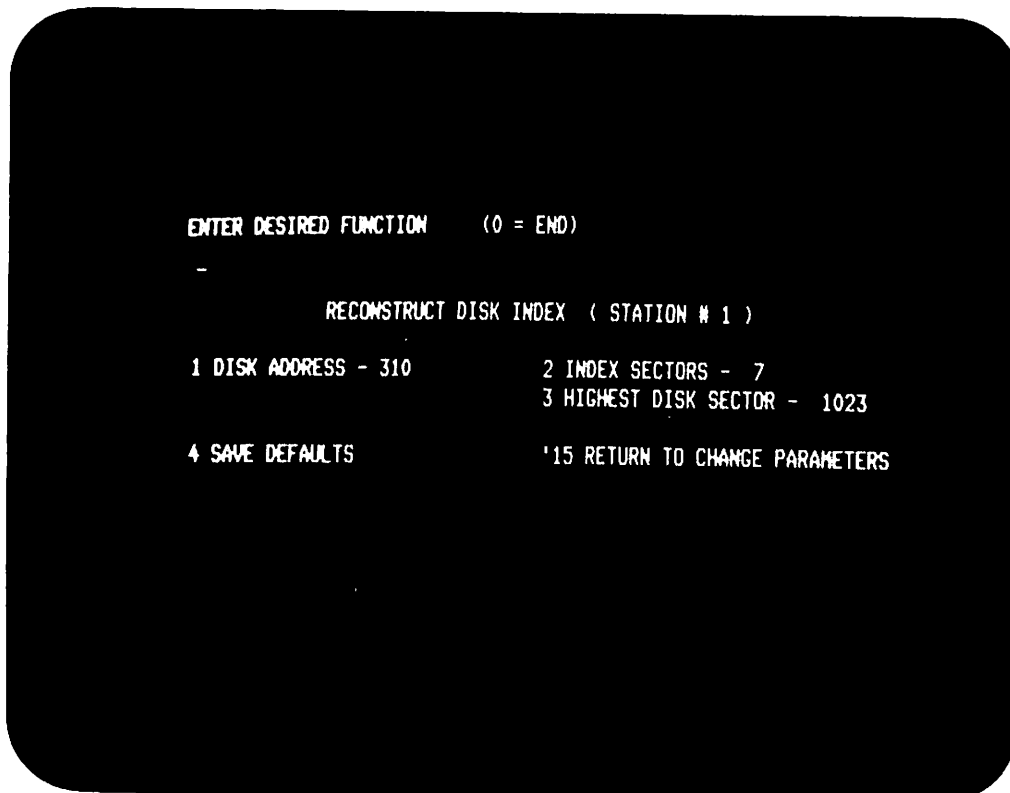 ENTER DESIRED FUNCTION (0 = END)
-
RECONSTRUCT DISK INDEX ( STATION # 1 )
1 DISK ADDRESS - 310 2 INDEX SECTORS - 7
3 HIGHEST DISK SECTOR - 1023
4 SAVE DEFAULTS '15 RETURN TO CHANGE PARAMETERS